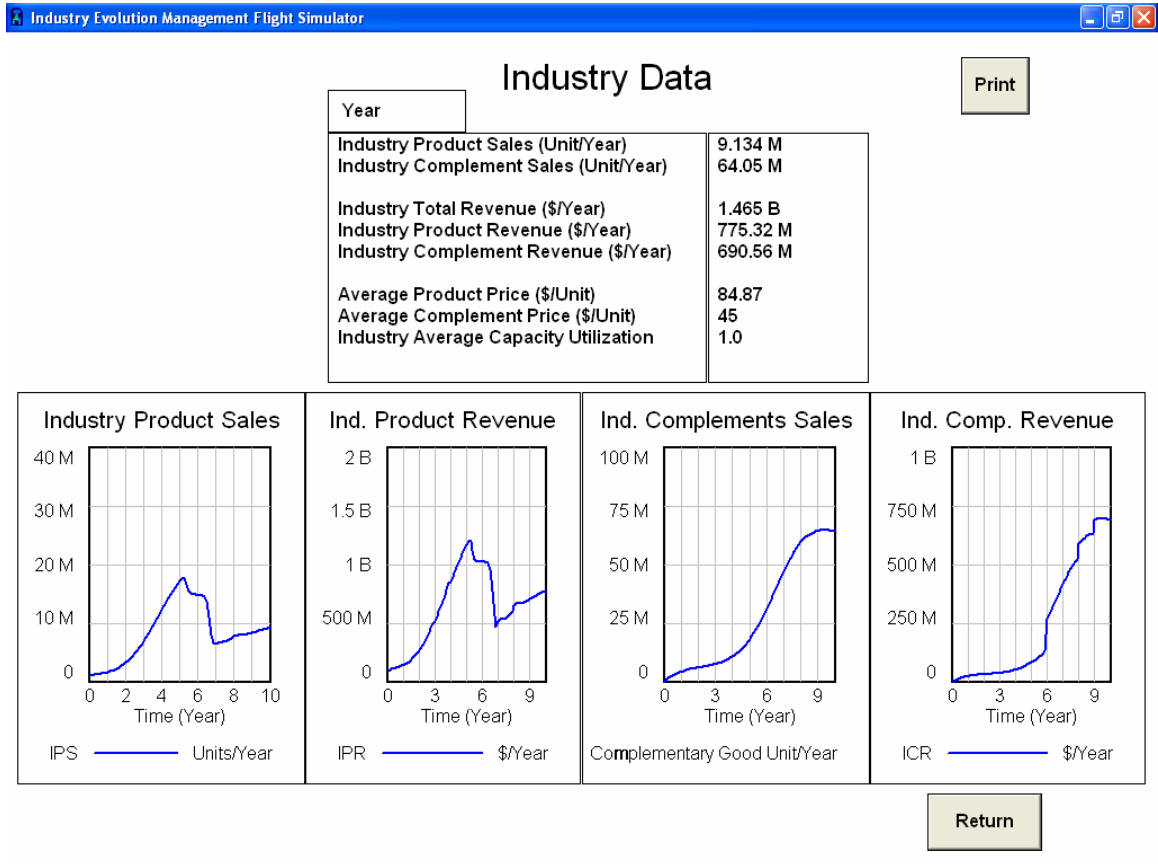 Industry Evolution Management Flight Simulator
Industry Data
Print
Year
Industry Product Sales (Unit/Year) 9.134 M
Industry Complement Sales (Unit/Year) 64.05 M
Industry Total Revenue ($/Year) 1.465 B
Industry Product Revenue ($/Year) 775.32 M
Industry Complement Revenue ($/Year) 690.56 M
Average Product Price ($/Unit) 84.87
Average Complement Price ($/Unit) 45
Industry Average Capacity Utilization 1.0
Industry Product Sales
40 M
30 M
20 M
10 M
0
0 2 4 6 8 10
Time (Year)
IPS Units/Year
Ind. Product Revenue
2 B
1.5 B
1 B
500 M
0
0 3 6 9
Time (Year)
IPR $/Year
Ind. Complements Sales
100 M
75 M
50 M
25 M
0
0 3 6 9
Time (Year)
Complementary Good Unit/Year
Ind. Comp. Revenue
1 B
750 M
500 M
250 M
0
0 3 6 9
Time (Year)
ICR $/Year
Return